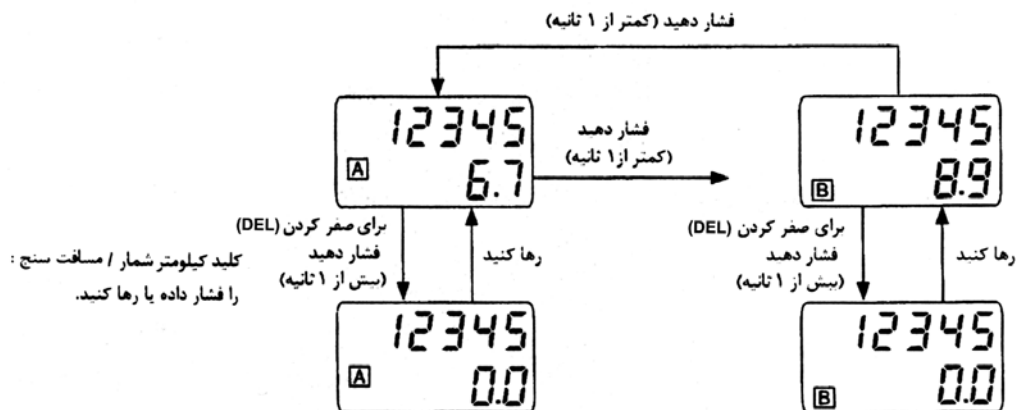 فشار دهید (کمتر از ۱ ثانیه)
12345
A 6.7
فشار دهید
(کمتر از ۱ ثانیه)
12345
B 8.9
برای صفر کردن (DEL)
فشار دهید
(بیش از ۱ ثانیه)
رها کنید
برای صفر کردن (DEL)
فشار دهید
(بیش از ۱ ثانیه)
رها کنید
کلید کیلومتر شمار / مسافت سنج :
را فشار داده یا رها کنید.
12345
A 0.0
12345
B 0.0